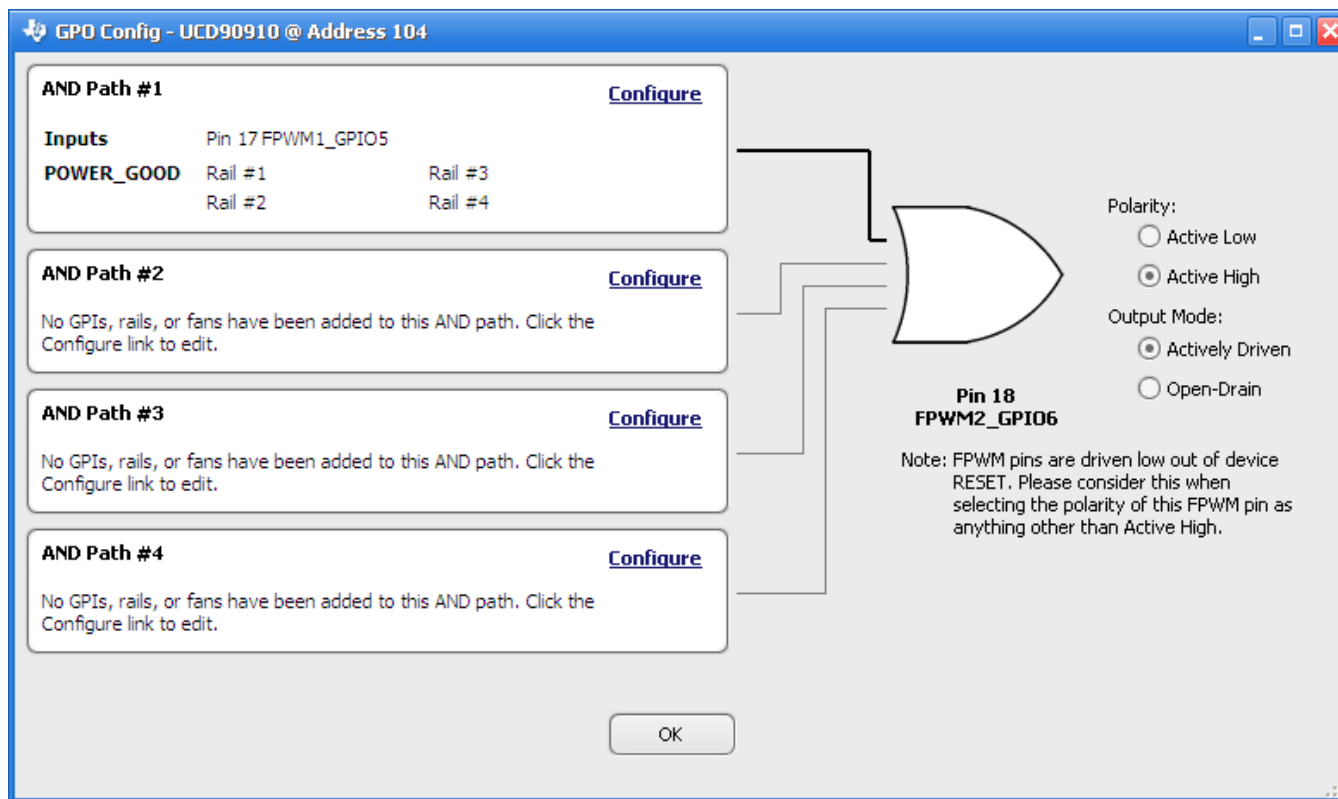 GPO Config - UCD90910 @ Address 104
AND Path #1
Configure
Inputs Pin 17 FPWM1_GPIO5
POWER_GOOD Rail #1 Rail #3
Rail #2 Rail #4
AND Path #2
Configure
No GPIs, rails, or fans have been added to this AND path. Click the
Configure link to edit.
AND Path #3
Configure
No GPIs, rails, or fans have been added to this AND path. Click the
Configure link to edit.
AND Path #4
Configure
No GPIs, rails, or fans have been added to this AND path. Click the
Configure link to edit.
Polarity:
Active Low
Active High
Output Mode:
Actively Driven
Open-Drain
Pin 18
FPWM2_GPIO6
Note: FPWM pins are driven low out of device
RESET. Please consider this when
selecting the polarity of this FPWM pin as
anything other than Active High.
OK